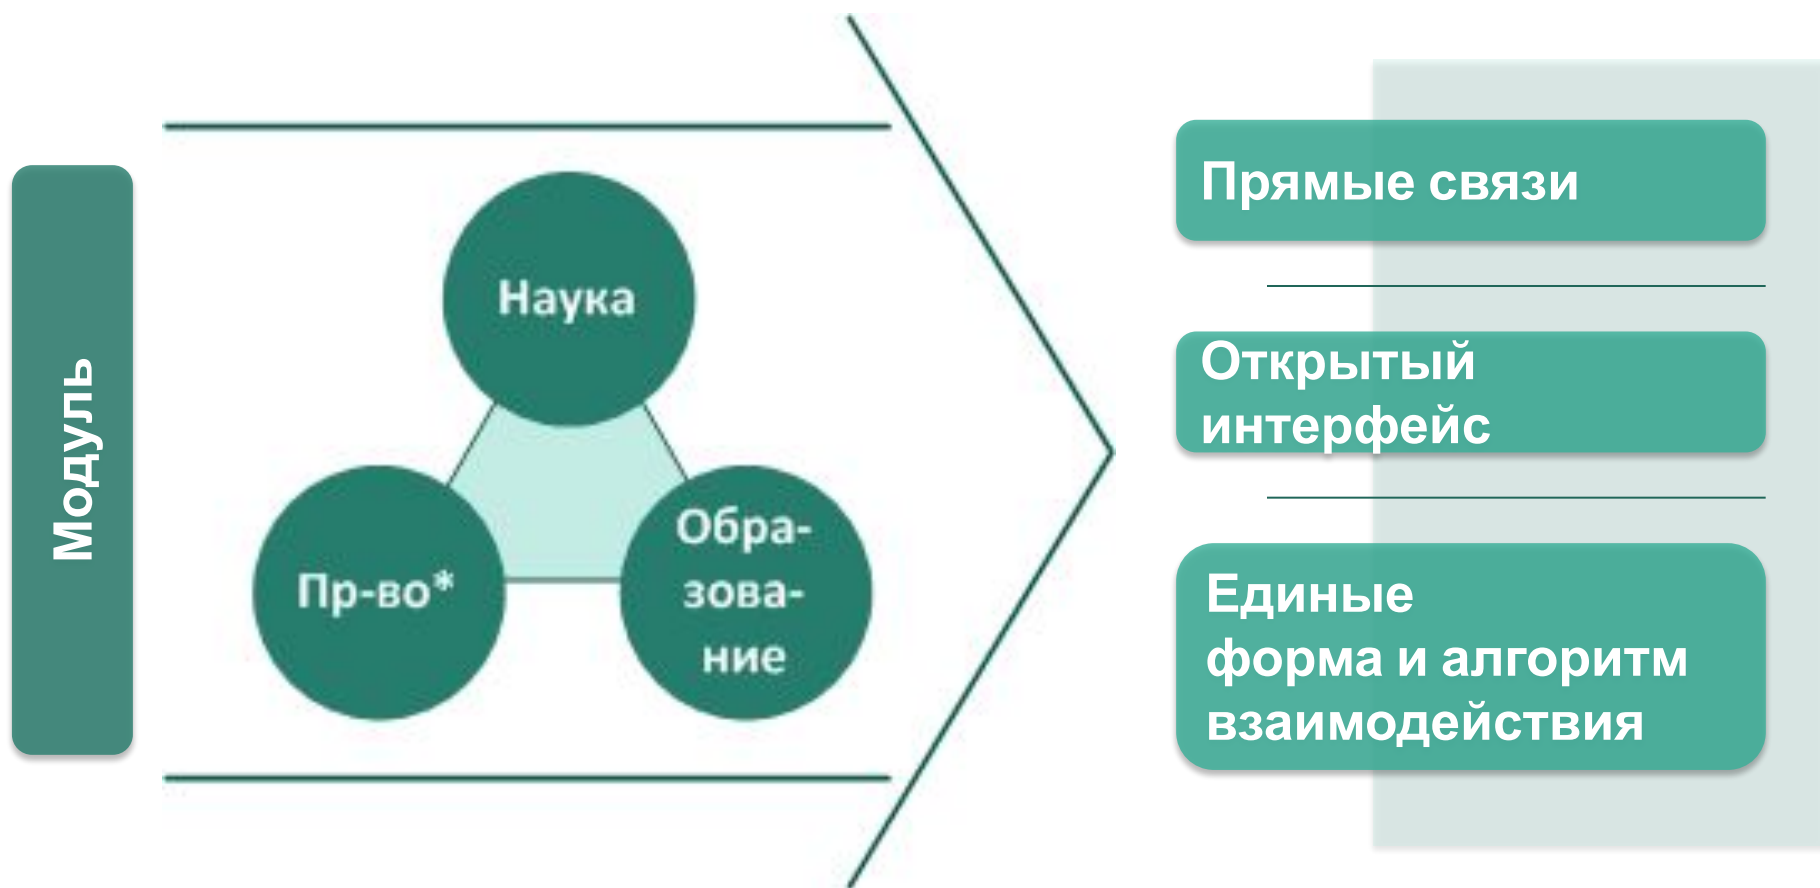 Модуль
Наука
Пр-во*
Обра-
зова-
ние
Прямые связи
Открытый
интерфейс
Единые
форма и алгоритм
взаимодействия